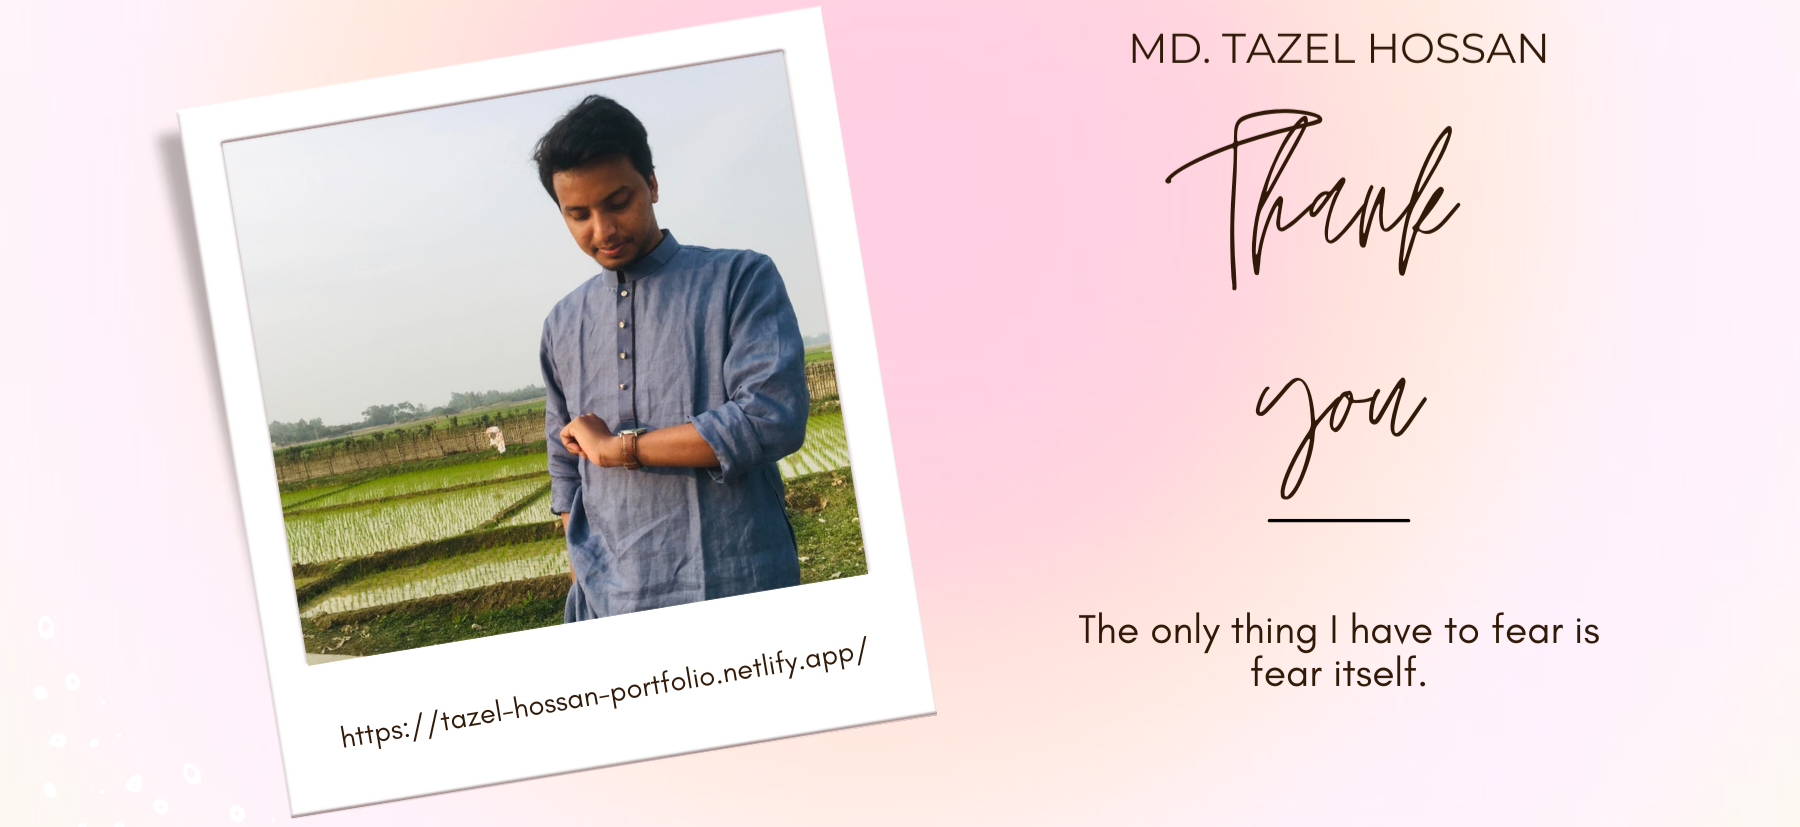 MD. TAZEL HOSSAN
Thank
you
The only thing I have to fear is
fear itself.
https://tazel-hossan-portfolio.netlify.app/